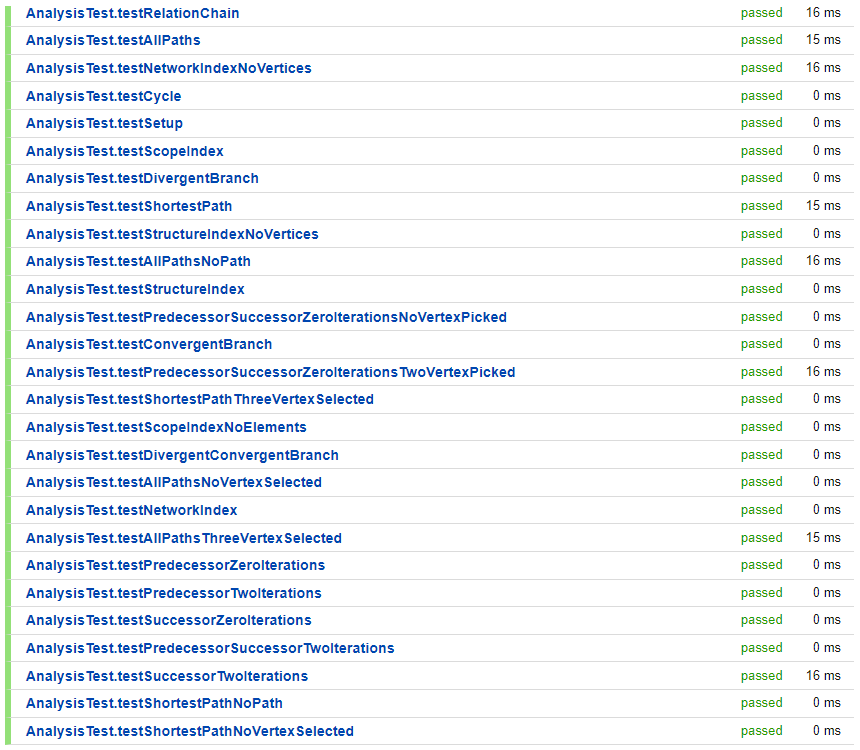 AnalysisTest.testRelationChain passed 16 ms
AnalysisTest.testAllPaths passed 15 ms
AnalysisTest.testNetworkIndexNoVertices passed 16 ms
AnalysisTest.testCycle passed 0 ms
AnalysisTest.testSetup passed 0 ms
AnalysisTest.testScopeIndex passed 0 ms
AnalysisTest.testDivergentBranch passed 0 ms
AnalysisTest.testShortestPath passed 15 ms
AnalysisTest.testStructureIndexNoVertices passed 0 ms
AnalysisTest.testAllPathsNoPath passed 16 ms
AnalysisTest.testStructureIndex passed 0 ms
AnalysisTest.testPredecessorSuccessorZeroIterationsNoVertexPicked passed 0 ms
AnalysisTest.testConvergentBranch passed 0 ms
AnalysisTest.testPredecessorSuccessorZeroIterationsTwoVertexPicked passed 16 ms
AnalysisTest.testShortestPathThreeVertexSelected passed 0 ms
AnalysisTest.testScopeIndexNoElements passed 0 ms
AnalysisTest.testDivergentConvergentBranch passed 0 ms
AnalysisTest.testAllPathsNoVertexSelected passed 0 ms
AnalysisTest.testNetworkIndex passed 0 ms
AnalysisTest.testAllPathsThreeVertexSelected passed 15 ms
AnalysisTest.testPredecessorZeroIterations passed 0 ms
AnalysisTest.testPredecessorTwoIterations passed 0 ms
AnalysisTest.testSuccessorZeroIterations passed 0 ms
AnalysisTest.testPredecessorSuccessorTwoIterations passed 0 ms
AnalysisTest.testSuccessorTwoIterations passed 16 ms
AnalysisTest.testShortestPathNoPath passed 0 ms
AnalysisTest.testShortestPathNoVertexSelected passed 0 ms